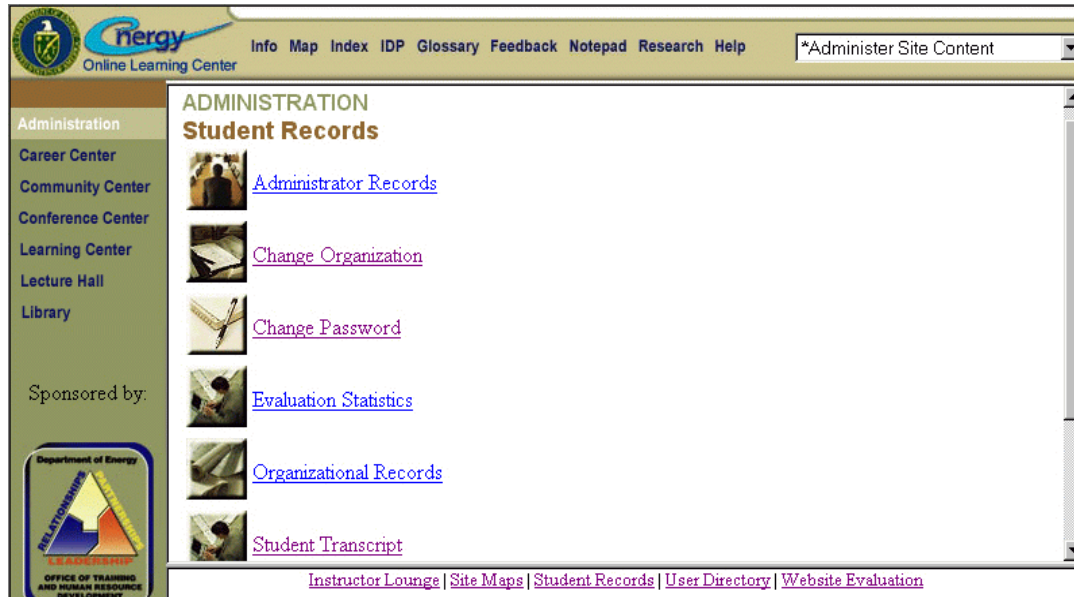 nergy
Online Learning Center
Info Map Index IDP Glossary Feedback Notepad Research Help
*Administer Site Content
Administration
Career Center
Community Center
Conference Center
Learning Center
Lecture Hall
Library
Sponsored by:
Department of Energy
RELATIONSHIPS
PARTNERSHIPS
LEADERSHIP
OFFICE OF TRAINING
AND HUMAN RESOURCE
DEVELOPMENT
ADMINISTRATION
Student Records
Administrator Records
Change Organization
Change Password
Evaluation Statistics
Organizational Records
Student Transcript
Instructor Lounge | Site Maps | Student Records | User Directory | Website Evaluation